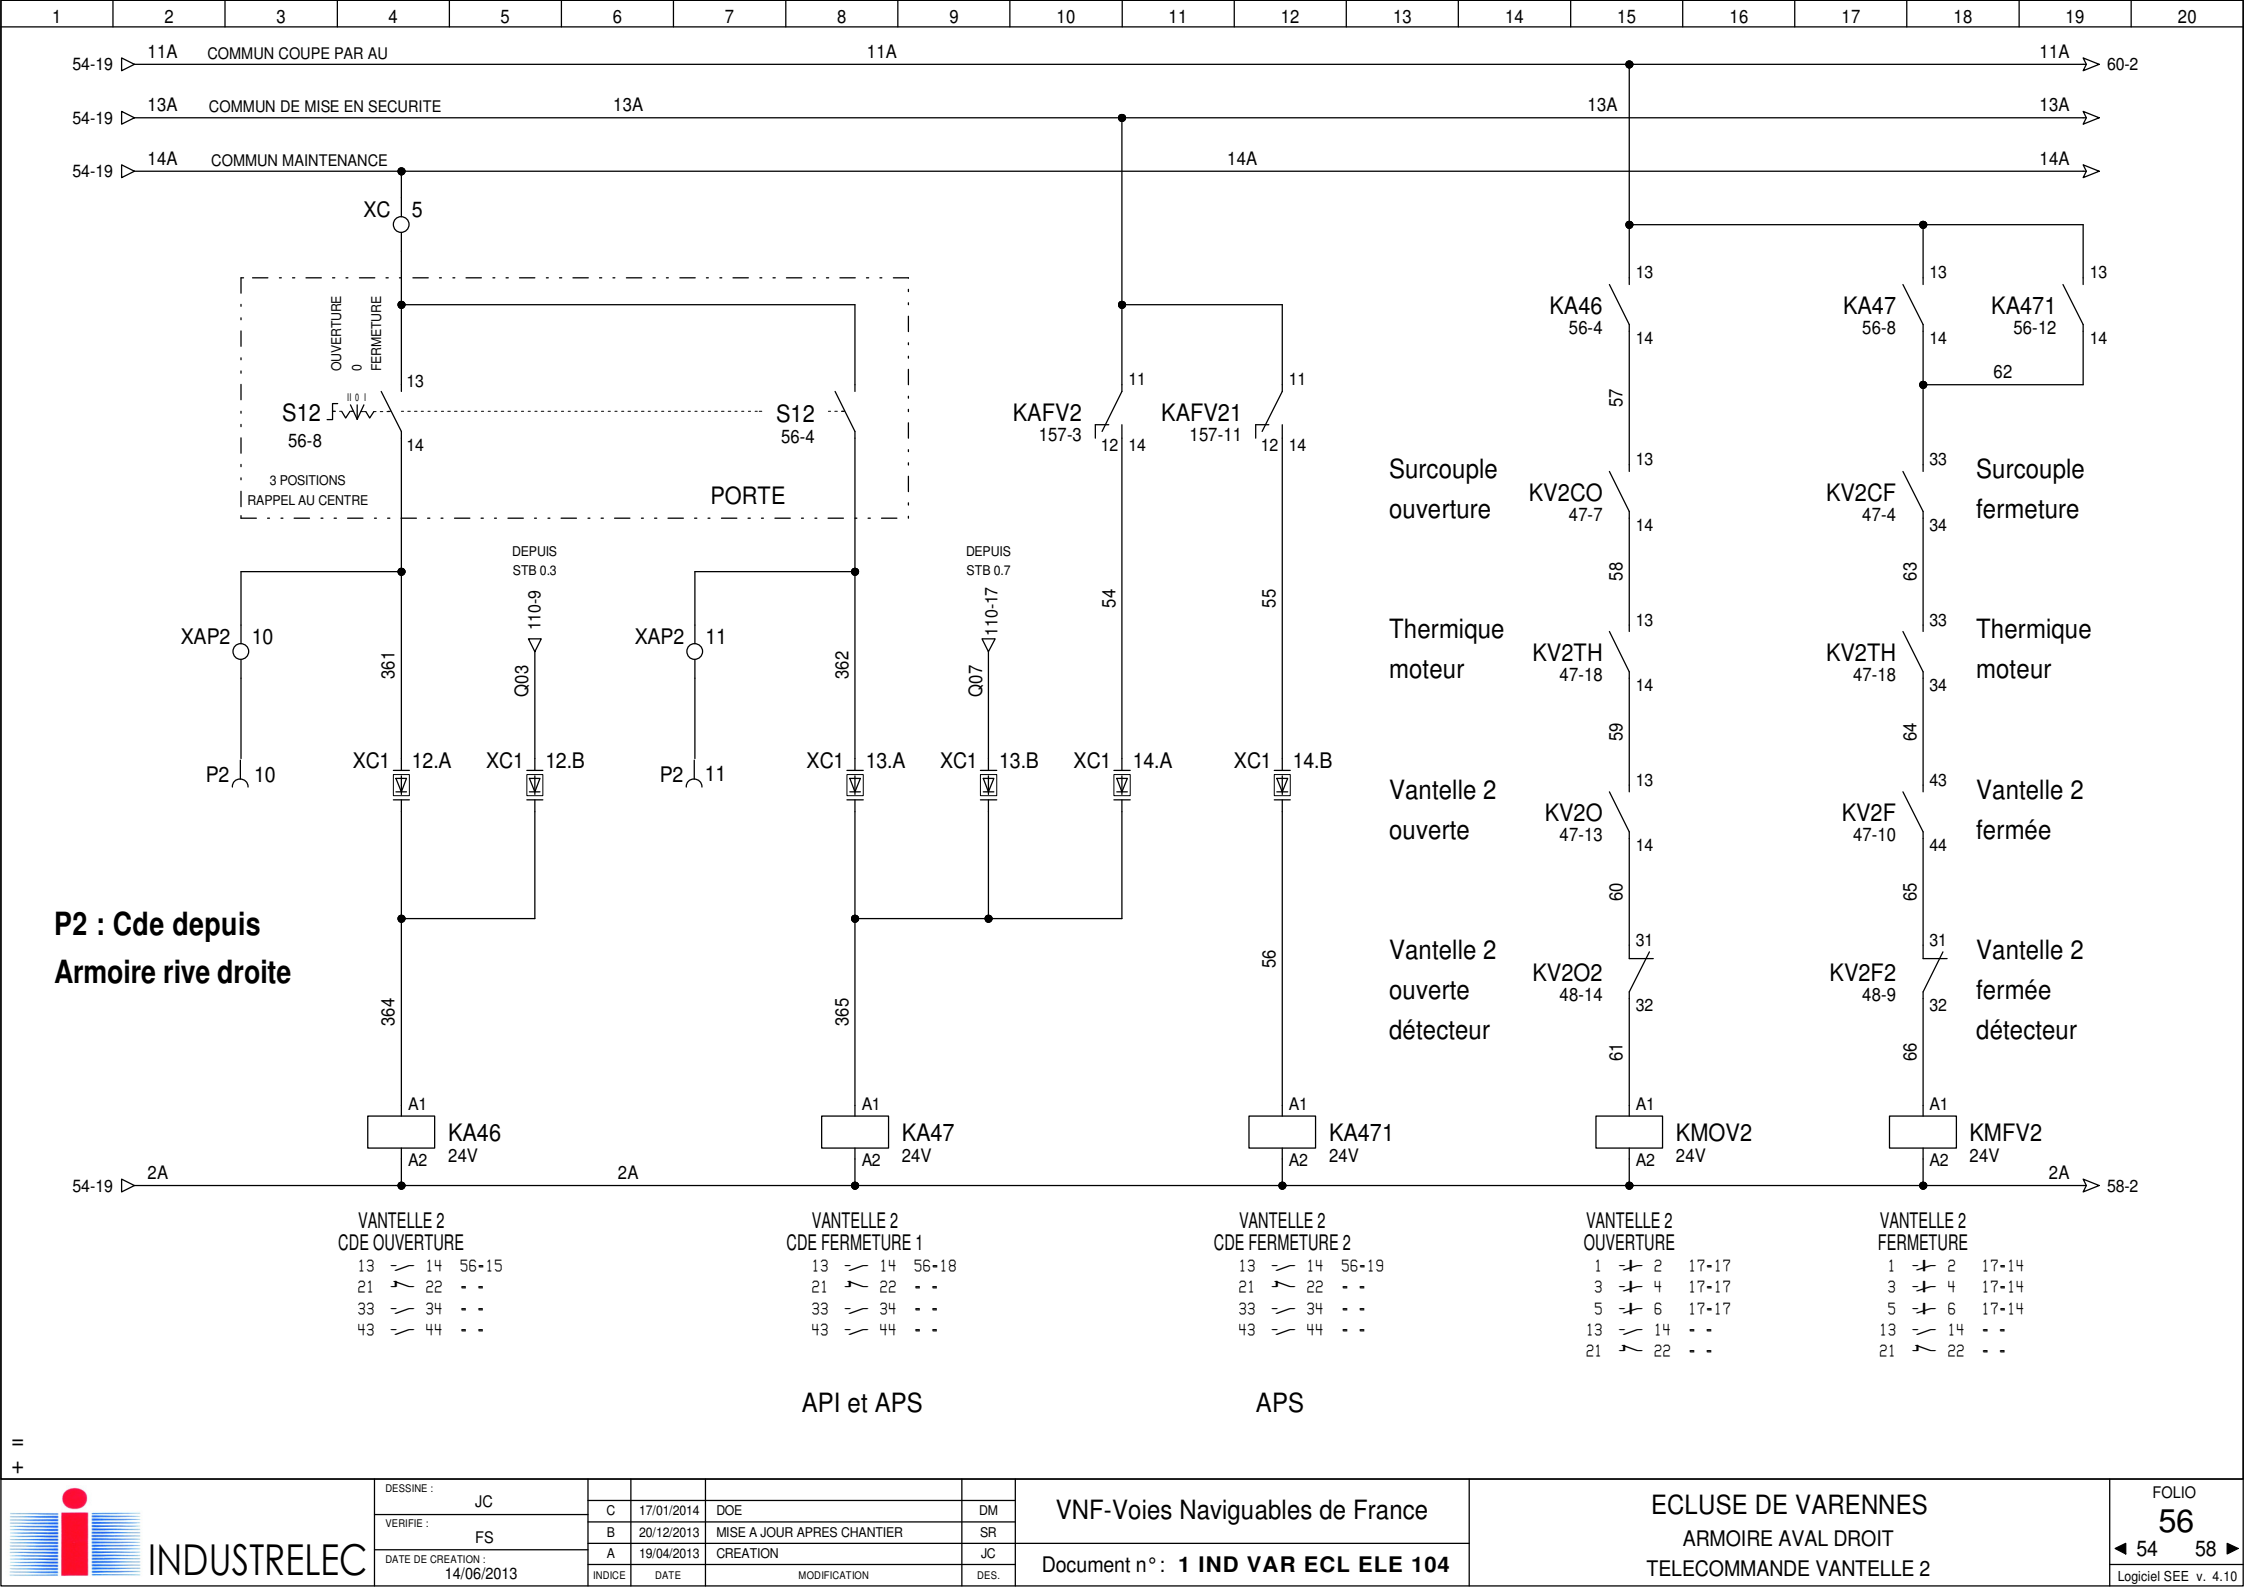 1 2 3 4 5 6 7 8 9 10 11 12 13 14 15 16 17 18 19 20
54-19 11A COMMUN COUPE PAR AU 11A 11A 60-2
54-19 13A COMMUN DE MISE EN SECURITE 13A 13A 13A
54-19 14A COMMUN MAINTENANCE 14A 14A
XC 5
OUVERTURE
0
FERMETURE
13
II 0 I
S12
56-8
14
3 POSITIONS
RAPPEL AU CENTRE
S12
56-4
PORTE
11
KAFV2
157-3
12 14
11
KAFV21
157-11
12 14
13
KA46
56-4
14
13
KA47
56-8
14
13
KA471
56-12
14
62
57
Surcouple
ouverture
13
KV2CO
47-7
14
33
KV2CF
47-4
34
Surcouple
fermeture
DEPUIS
STB 0.3
110-9
Q03
DEPUIS
STB 0.7
110-17
Q07
54
55
58
63
XAP2 10
361
XAP2 11
362
Thermique
moteur
13
KV2TH
47-18
14
33
KV2TH
47-18
34
Thermique
moteur
59
64
P2 10
XC1 12.A
XC1 12.B
P2 11
XC1 13.A
XC1 13.B
XC1 14.A
XC1 14.B
Vantelle 2
ouverte
13
KV2O
47-13
14
43
KV2F
47-10
44
Vantelle 2
fermée
60
65
P2 : Cde depuis
Armoire rive droite
364
365
56
Vantelle 2
ouverte
détecteur
31
KV2O2
48-14
32
31
KV2F2
48-9
32
Vantelle 2
fermée
détecteur
61
66
A1
KA46
A2 24V
A1
KA47
A2 24V
A1
KA471
A2 24V
A1
KMOV2
A2 24V
A1
KMFV2
A2 24V
54-19 2A 2A 2A 58-2
VANTELLE 2
CDE OUVERTURE
13 14 56-15
21 22 - -
33 34 - -
43 44 - -
VANTELLE 2
CDE FERMETURE 1
13 14 56-18
21 22 - -
33 34 - -
43 44 - -
VANTELLE 2
CDE FERMETURE 2
13 14 56-19
21 22 - -
33 34 - -
43 44 - -
VANTELLE 2
OUVERTURE
1 2 17-17
3 4 17-17
5 6 17-17
13 14 - -
21 22 - -
VANTELLE 2
FERMETURE
1 2 17-14
3 4 17-14
5 6 17-14
13 14 - -
21 22 - -
API et APS
APS
=
+
INDUSTRELEC
DESSINE :
JC
VERIFIE :
FS
DATE DE CREATION :
14/06/2013
C 17/01/2014 DOE DM
B 20/12/2013 MISE A JOUR APRES CHANTIER SR
A 19/04/2013 CREATION JC
INDICE DATE MODIFICATION DES.
VNF-Voies Naviguables de France
Document n° : 1 IND VAR ECL ELE 104
ECLUSE DE VARENNES
ARMOIRE AVAL DROIT
TELECOMMANDE VANTELLE 2
FOLIO
56
54 58
Logiciel SEE v. 4.10